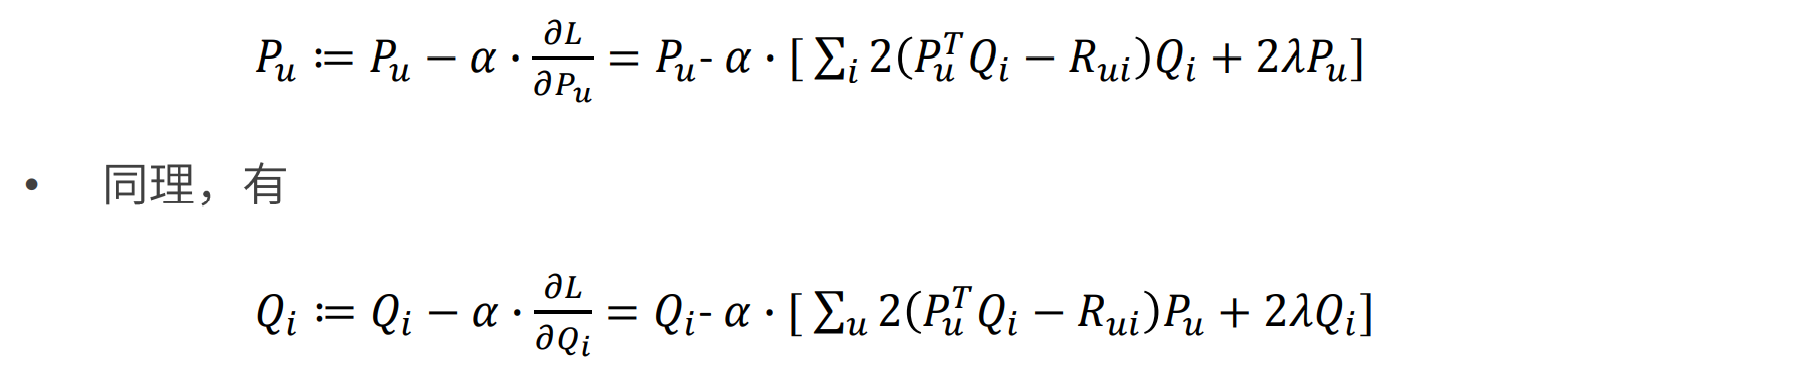 P_u ≔ P_u − α · ∂L/∂P_u = P_u- α · [ ∑_i 2(P_u^T Q_i − R_ui)Q_i + 2λP_u]
• 同理，有
Q_i ≔ Q_i − α · ∂L/∂Q_i = Q_i- α · [ ∑_u 2(P_u^T Q_i − R_ui)P_u + 2λQ_i]